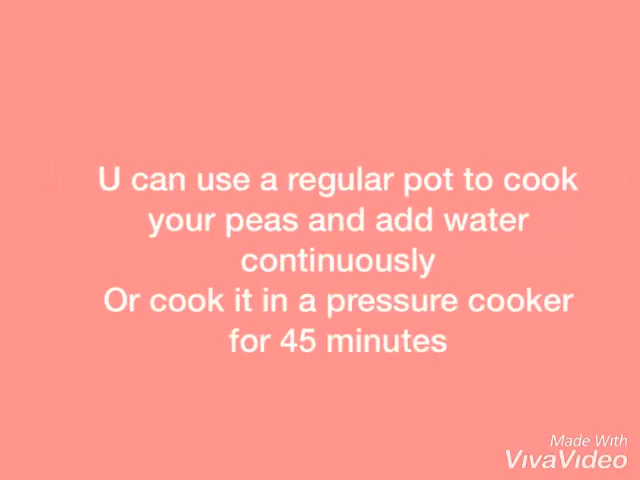 U can use a regular pot to cook
your peas and add water
continuously
Or cook it in a pressure cooker
for 45 minutes
Made With
VivaVideo